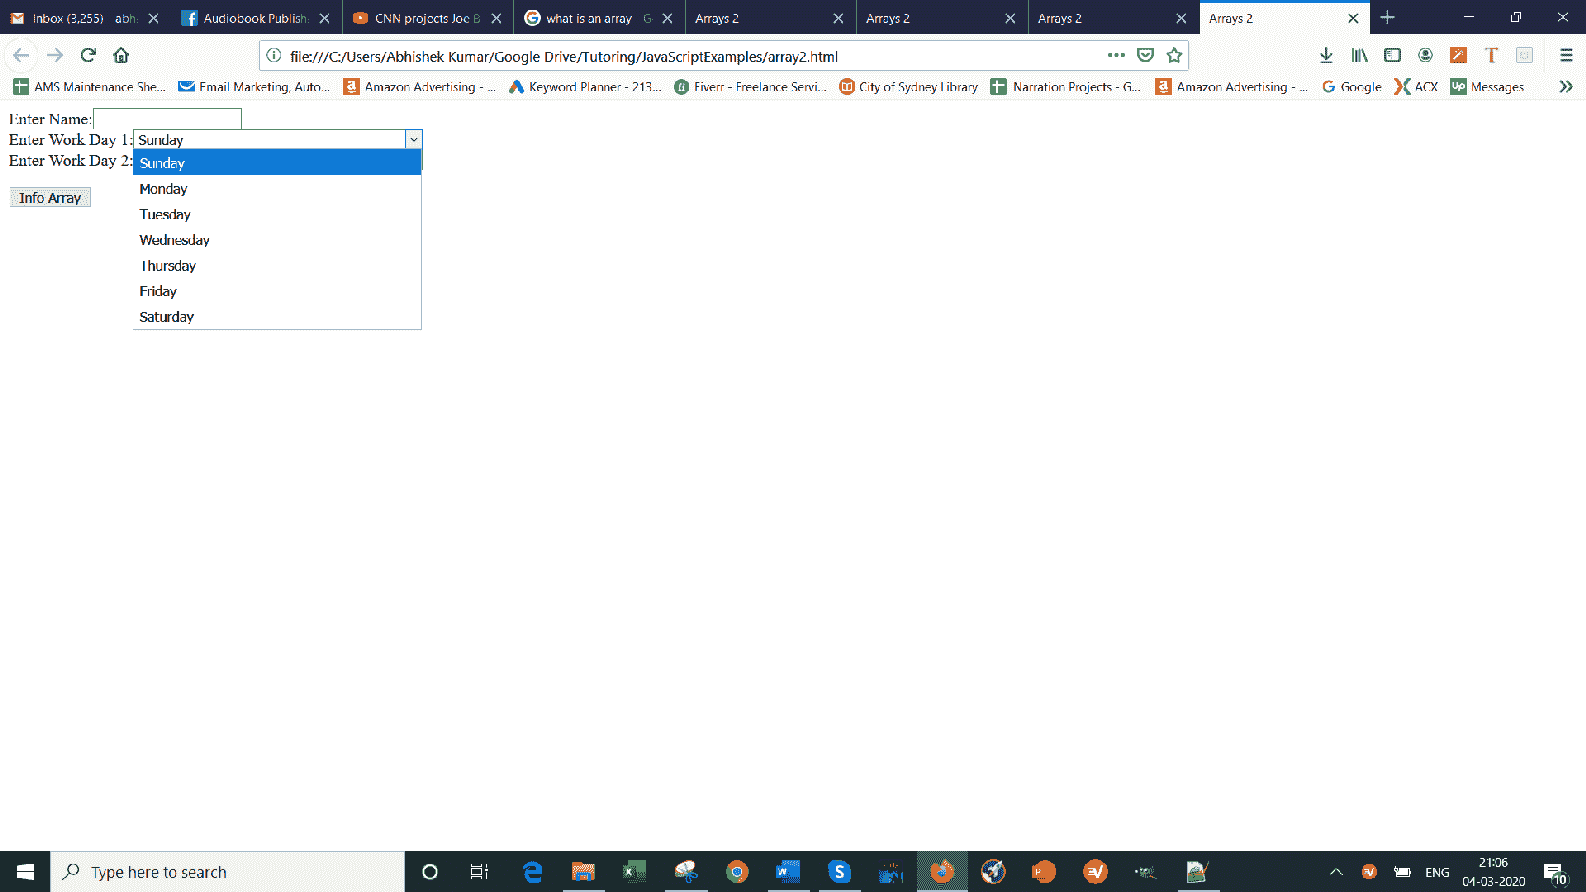 Inbox (3,255) - abh
Audiobook Publish
CNN projects Joe B
what is an array - G
Arrays 2
Arrays 2
Arrays 2
Arrays 2
file:///C:/Users/Abhishek Kumar/Google Drive/Tutoring/JavaScriptExamples/array2.html
AMS Maintenance She...
Email Marketing, Auto...
Amazon Advertising - ...
Keyword Planner - 213...
Fiverr - Freelance Servi...
City of Sydney Library
Narration Projects - G...
Amazon Advertising - ...
Google
ACX
Messages
Enter Name:
Enter Work Day 1: Sunday
Enter Work Day 2:
Sunday
Monday
Info Array
Tuesday
Wednesday
Thursday
Friday
Saturday
Type here to search
ENG
21:06
04-03-2020
10